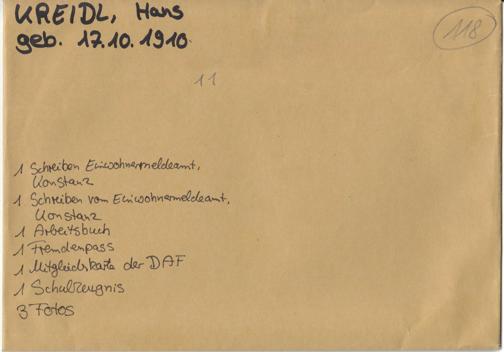 KREIDL, Hans
geb. 17.10.1910
118
11
1 Schreiben Einwohnermeldeamt,
Konstanz
1 Schreiben vom Einwohnermeldeamt,
Konstanz
1 Arbeitsbuch
1 Fremdenpass
1 Mitgliedskarte der DAF
1 Schulzeugnis
3 Fotos